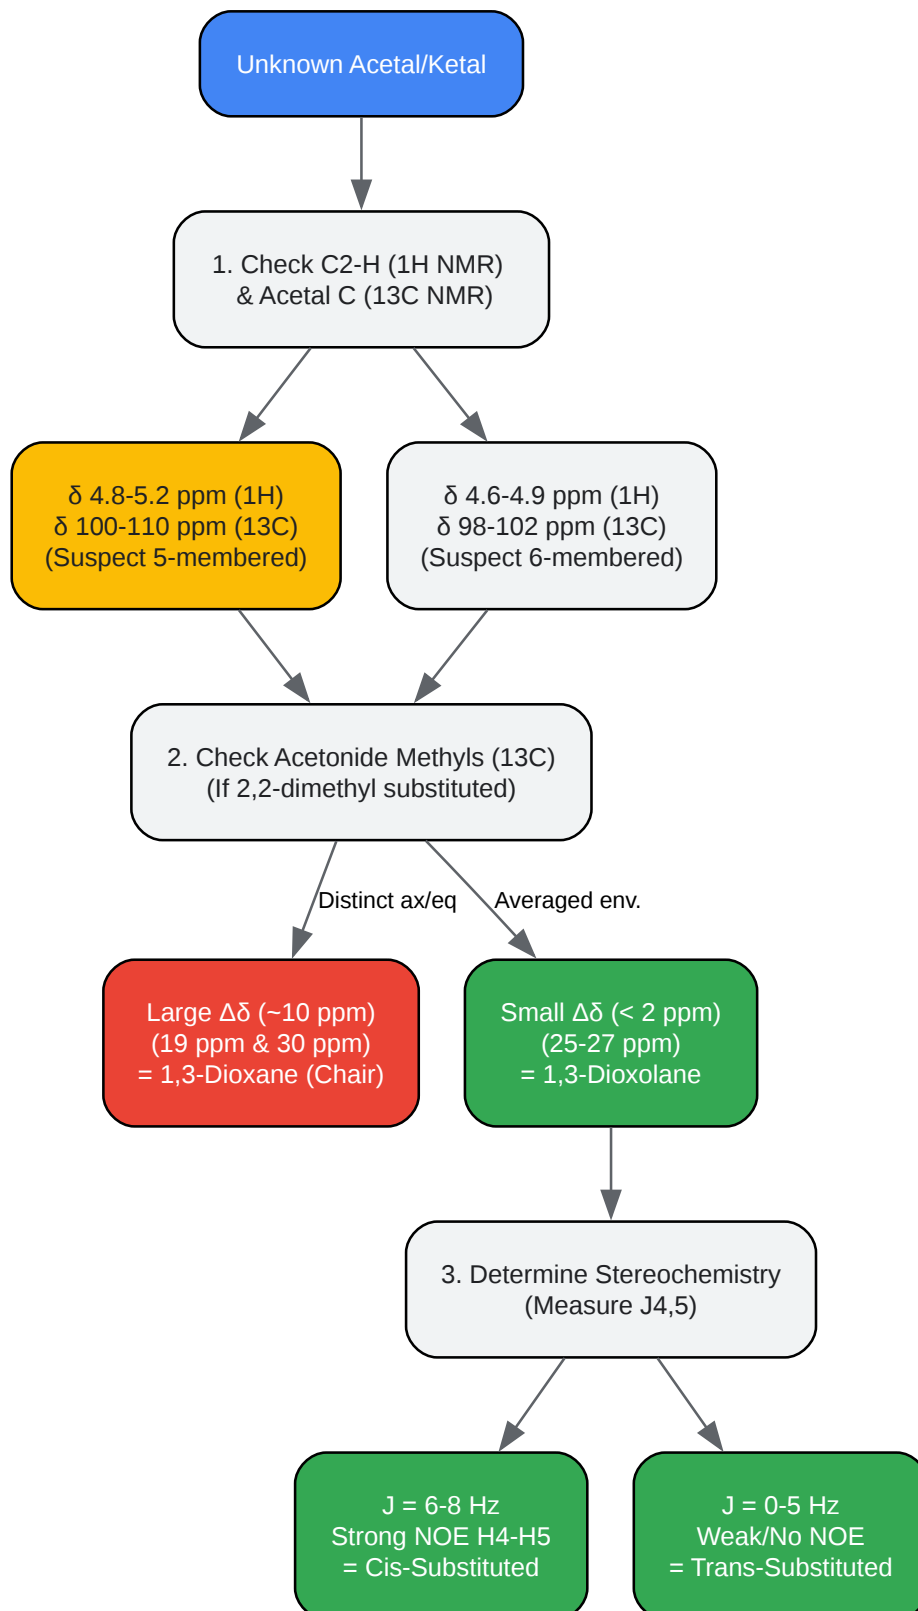 Unknown Acetal/Ketal
1. Check C2-H (1H NMR)
& Acetal C (13C NMR)
δ 4.8-5.2 ppm (1H)
δ 100-110 ppm (13C)
(Suspect 5-membered)
δ 4.6-4.9 ppm (1H)
δ 98-102 ppm (13C)
(Suspect 6-membered)
2. Check Acetonide Methyls (13C)
(If 2,2-dimethyl substituted)
Distinct ax/eq
Averaged env.
Large Δδ (~10 ppm)
(19 ppm & 30 ppm)
= 1,3-Dioxane (Chair)
Small Δδ (< 2 ppm)
(25-27 ppm)
= 1,3-Dioxolane
3. Determine Stereochemistry
(Measure J4,5)
J = 6-8 Hz
Strong NOE H4-H5
= Cis-Substituted
J = 0-5 Hz
Weak/No NOE
= Trans-Substituted